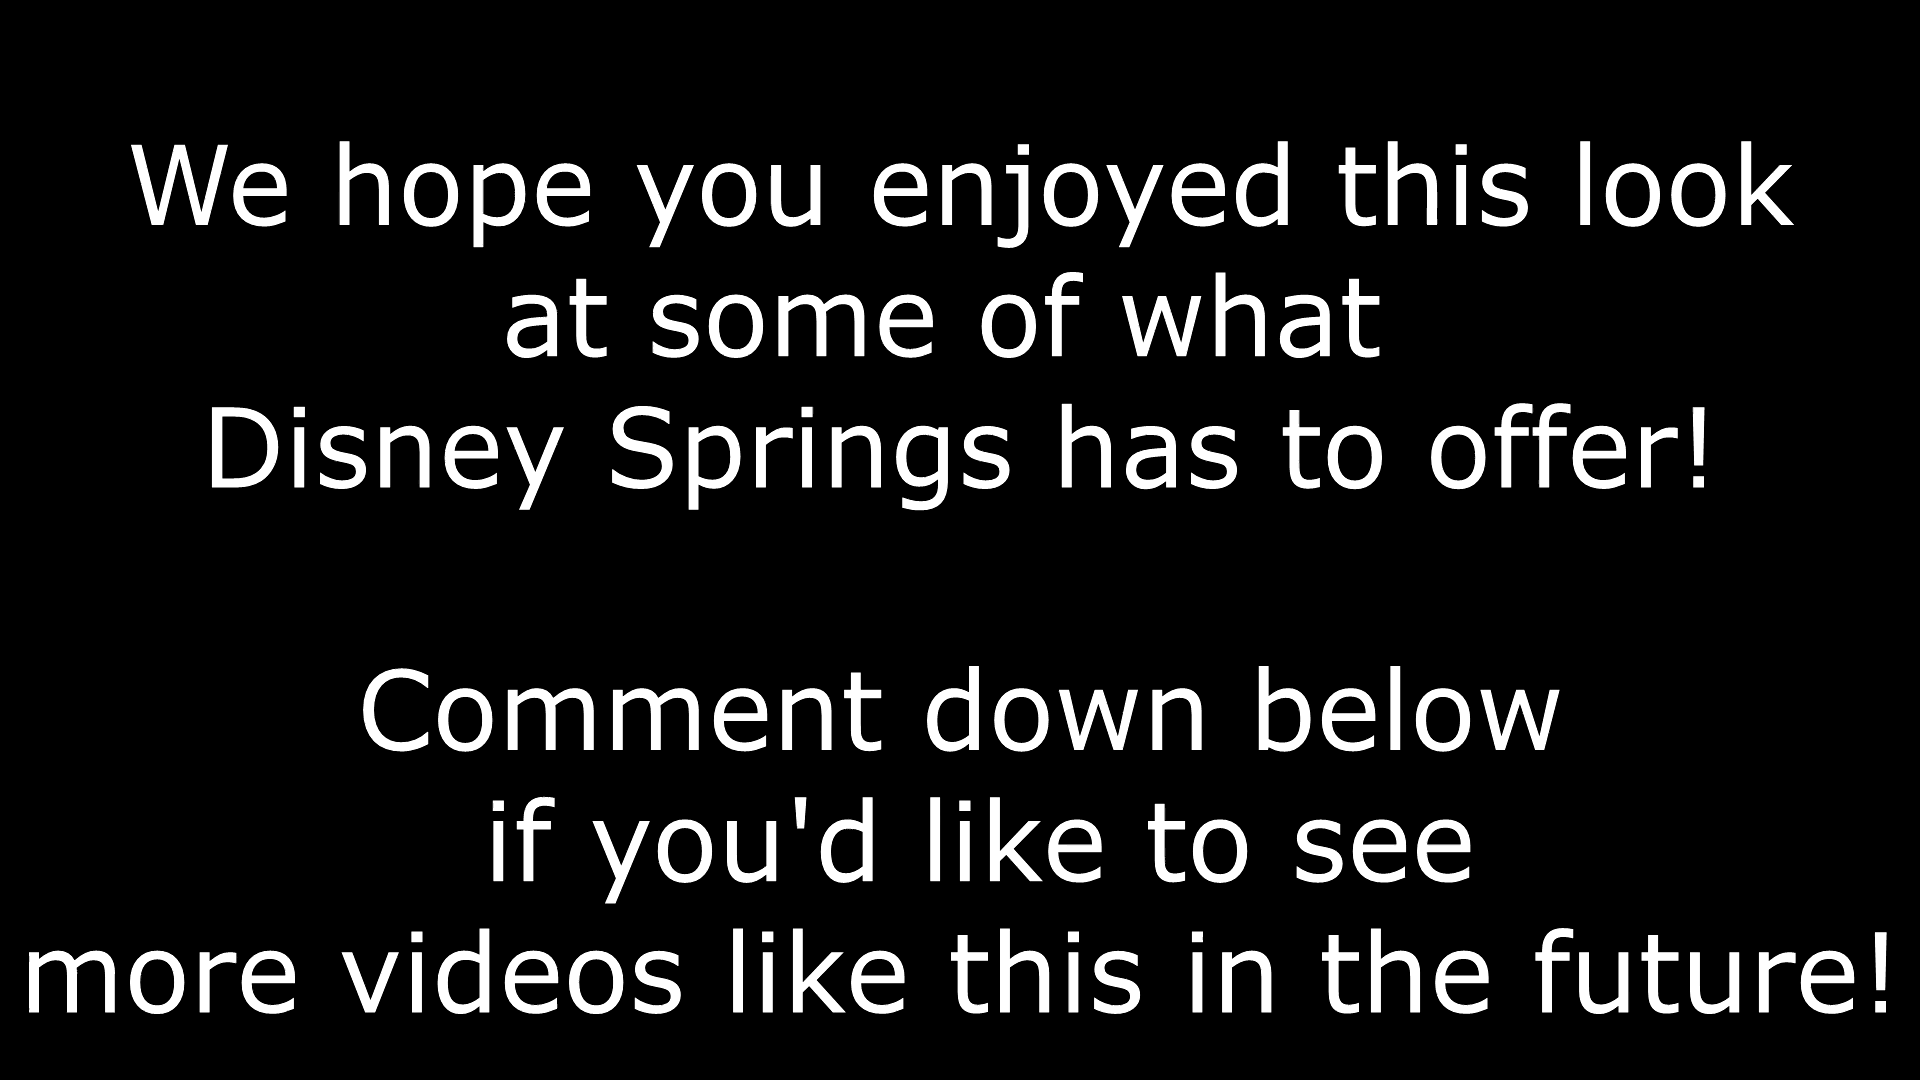 We hope you enjoyed this look
at some of what
Disney Springs has to offer!
Comment down below
if you'd like to see
more videos like this in the future!